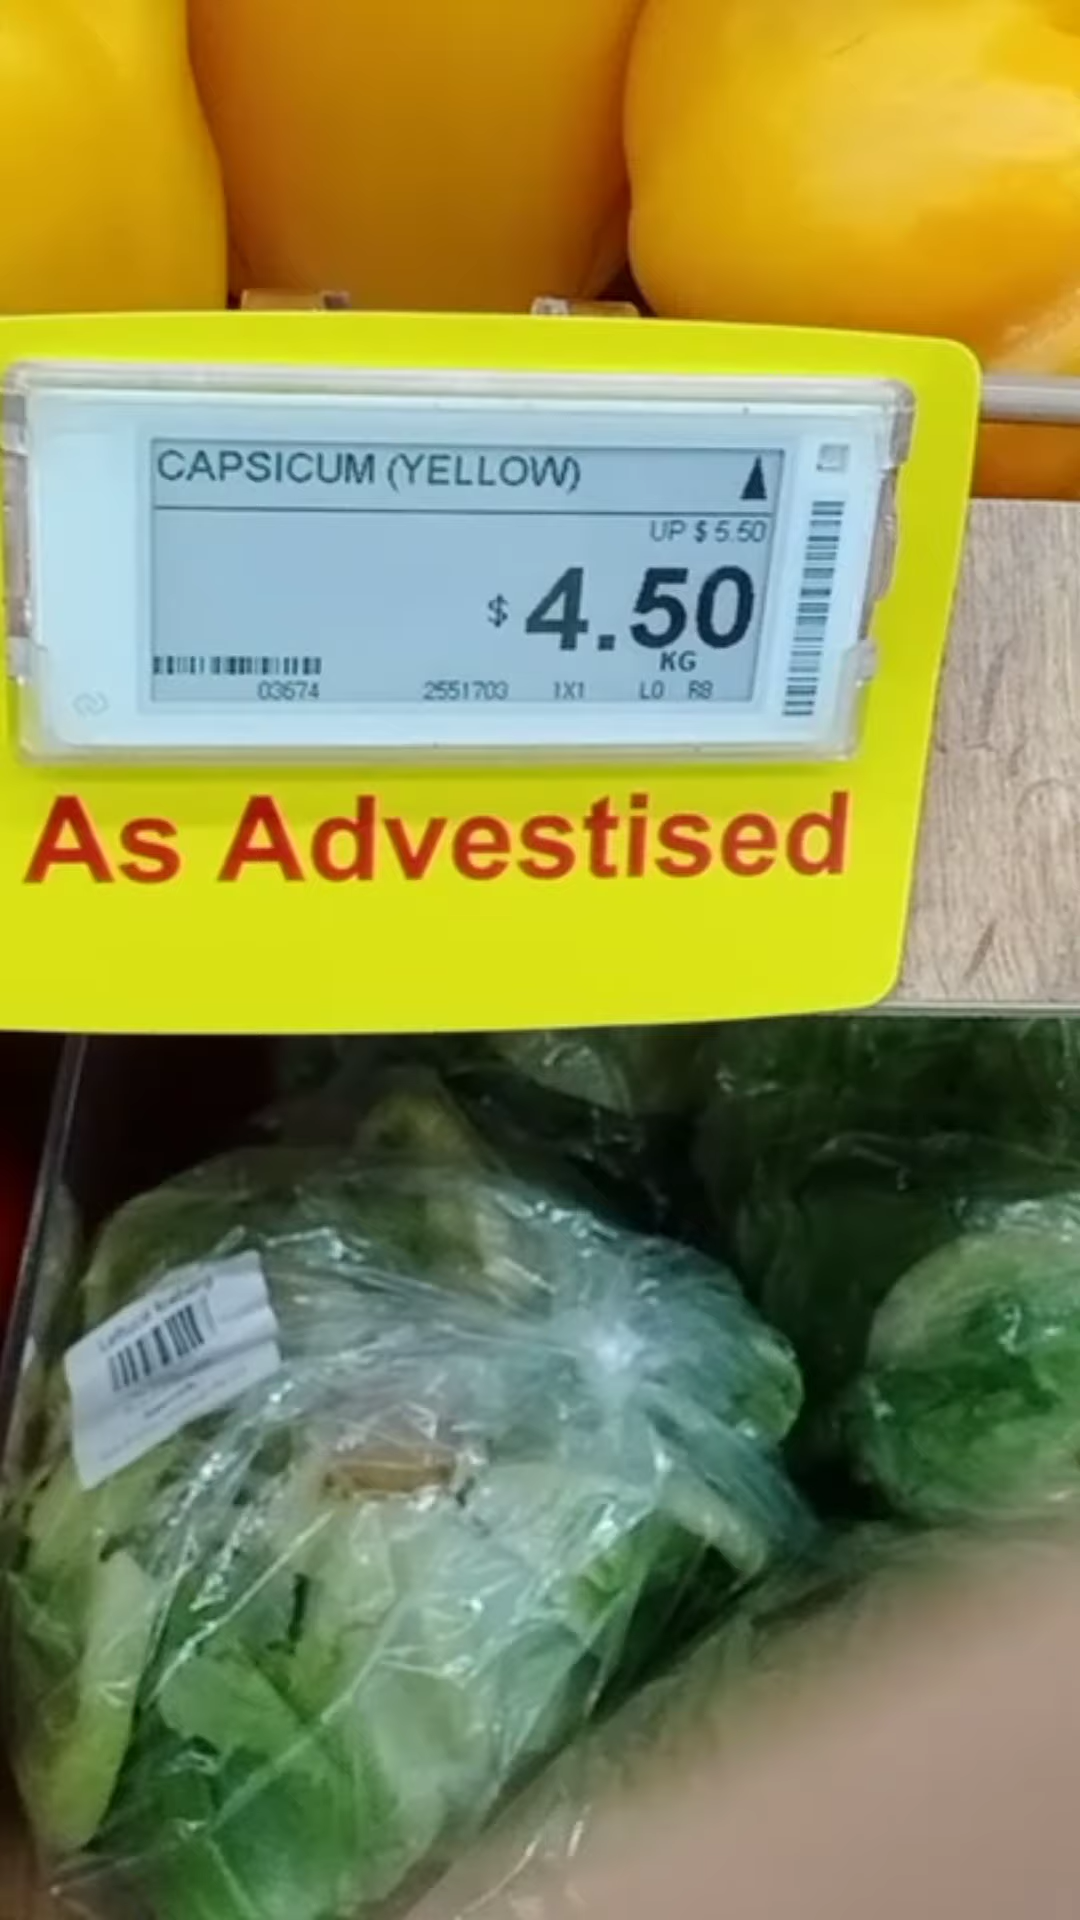 CAPSICUM (YELLOW)
UP $ 5.50
$ 4.50
KG
03674 2551703 1X1 L0 R8
As Advestised